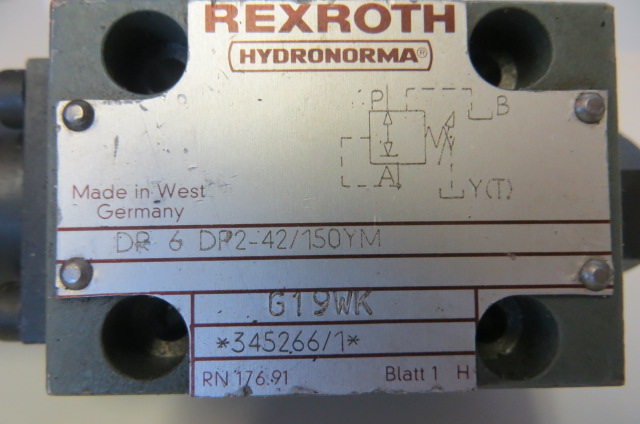 REXROTH
HYDRONORMA®
P
B
A
Y(T)
Made in West
Germany
DR 6 DP2-42/150YM
G19WK
*345266/1*
RN 176.91 Blatt 1 H